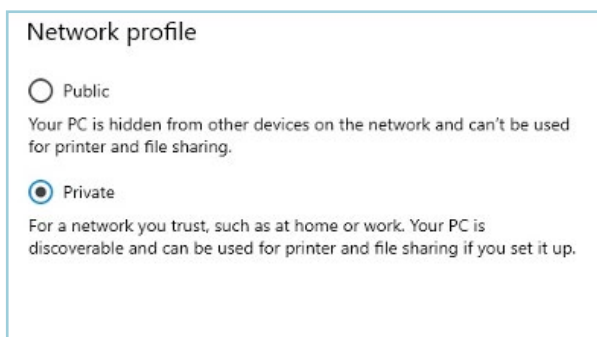 Network profile
Public
Your PC is hidden from other devices on the network and can't be used
for printer and file sharing.
Private
For a network you trust, such as at home or work. Your PC is
discoverable and can be used for printer and file sharing if you set it up.